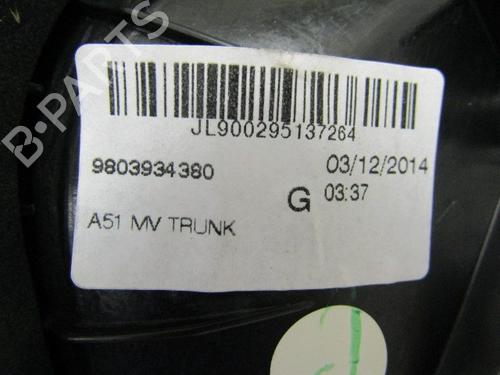 B-PARTS
JL900295137264
9803934380
03/12/2014
G
03:37
A51 MV TRUNK